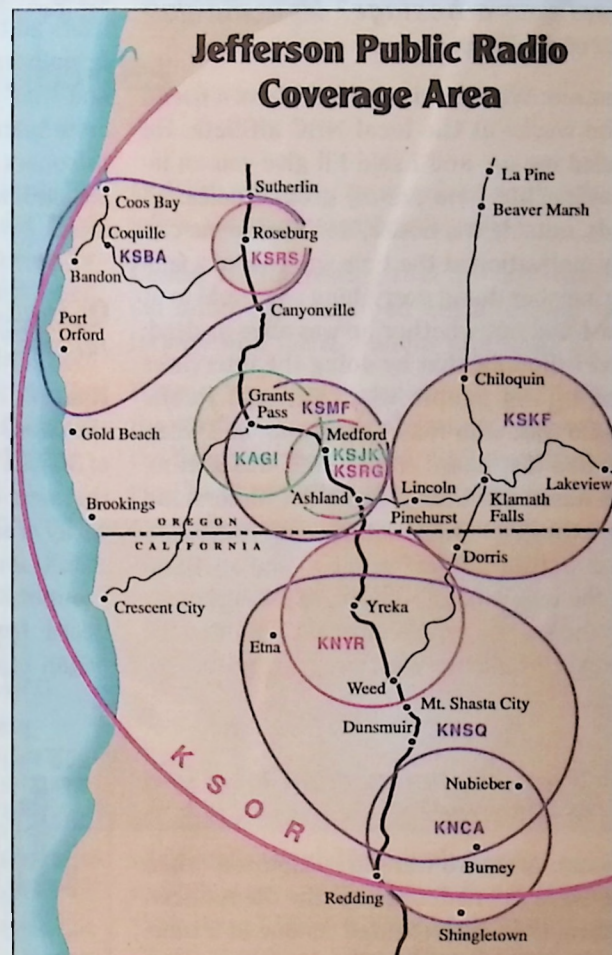 Jefferson Public Radio
Coverage Area
La Pine
Sutherlin
Coos Bay
Beaver Marsh
Coquille
Roseburg
KSBA
KSRS
Bandon
Canyonville
Port
Orford
Chiloquin
Grants
Pass
KSMF
KSKF
Gold Beach
Medford
KAGI
KSJK
KSRG
Lakeview
Ashland
Lincoln
Klamath
Falls
Brookings
Pinehurst
OREGON
CALIFORNIA
Dorris
Crescent City
Yreka
Etna
KNYR
Weed
Mt. Shasta City
Dunsmuir
KNSQ
KSOR
Nubieber
KNCA
Burney
Redding
Shingletown